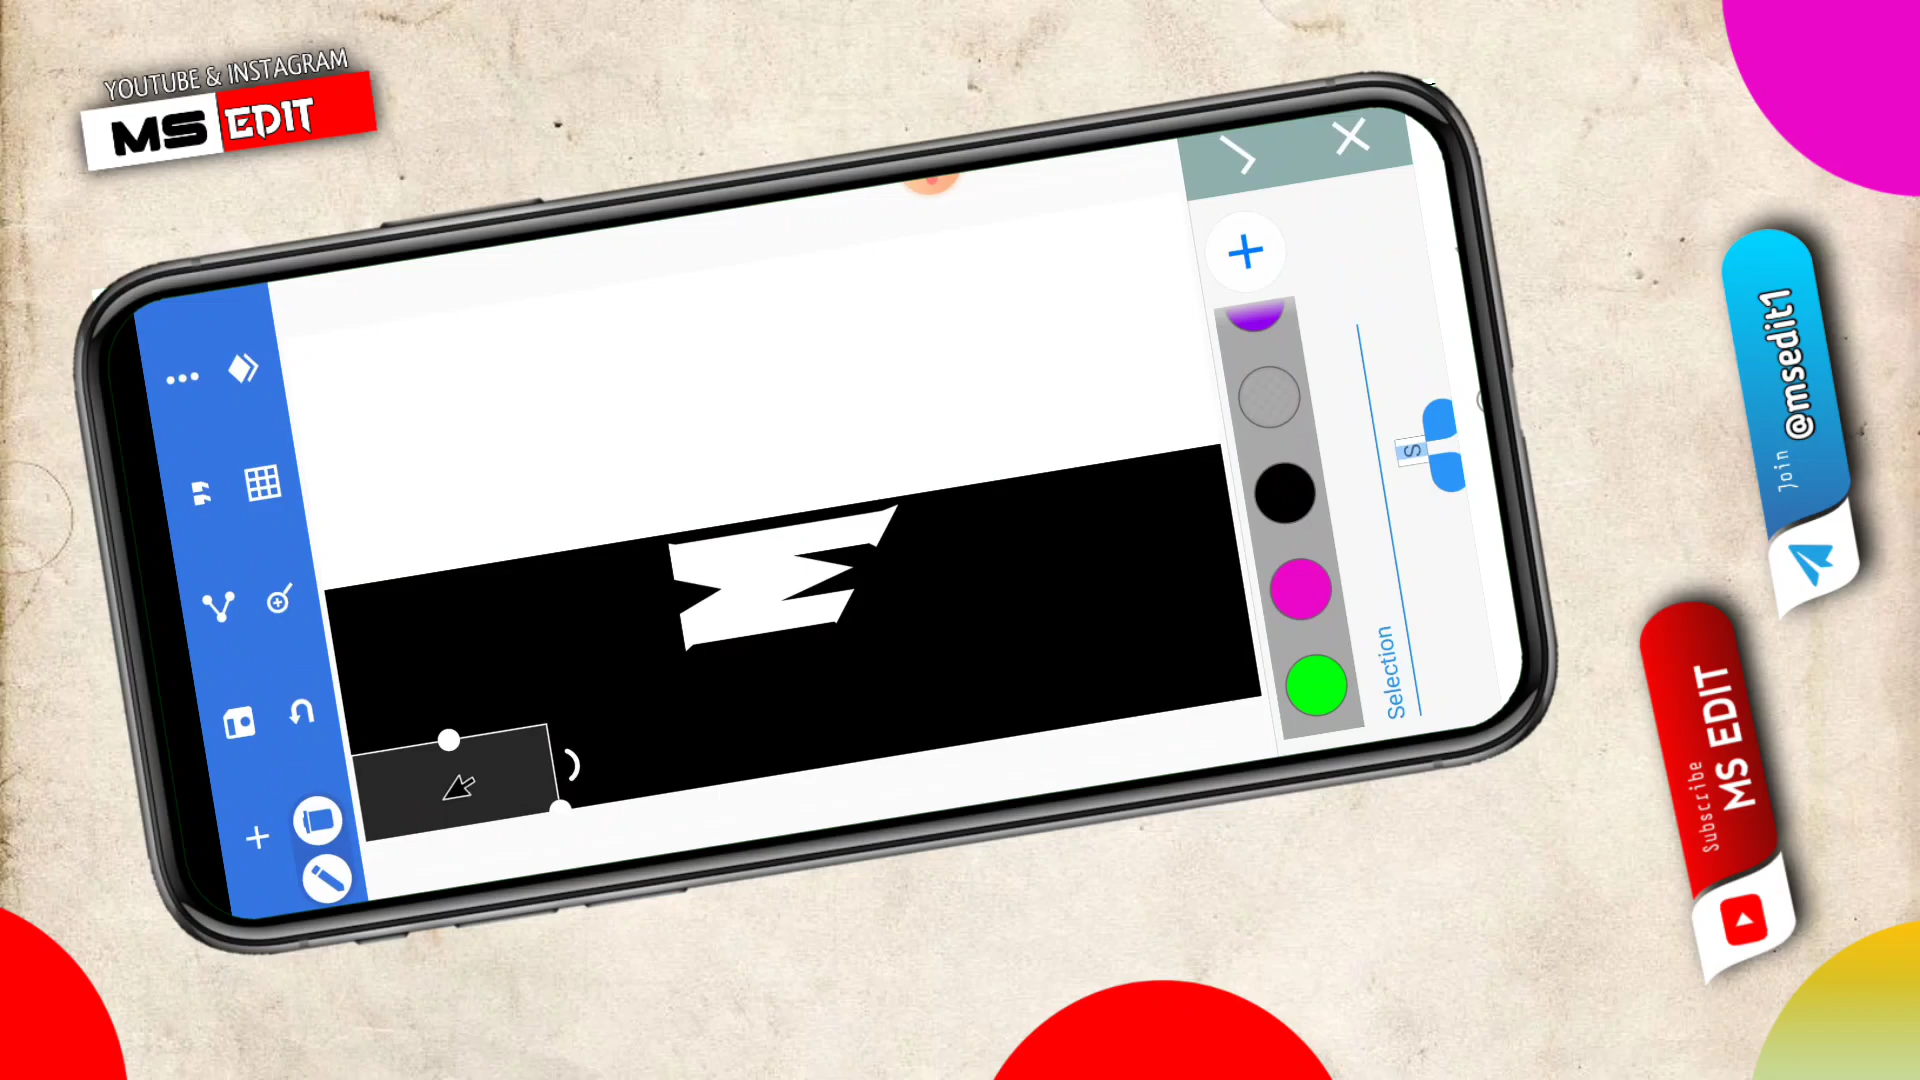 YOUTUBE & INSTAGRAM
MS EDIT
S
Selection
Join @msedit1
Subscribe
MS EDIT